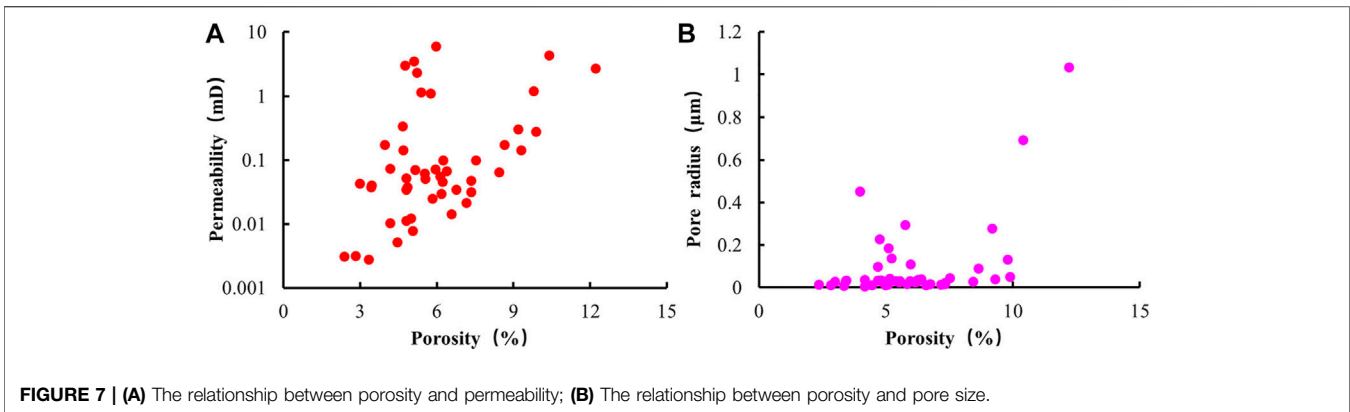 A
10
1
0.1
0.01
0.001
Permeability (mD)
0 3 6 9 12 15
Porosity (%)
B
1.2
1
0.8
0.6
0.4
0.2
0
Pore radius (μm)
0 5 10 15
Porosity (%)
FIGURE 7 | (A) The relationship between porosity and permeability; (B) The relationship between porosity and pore size.